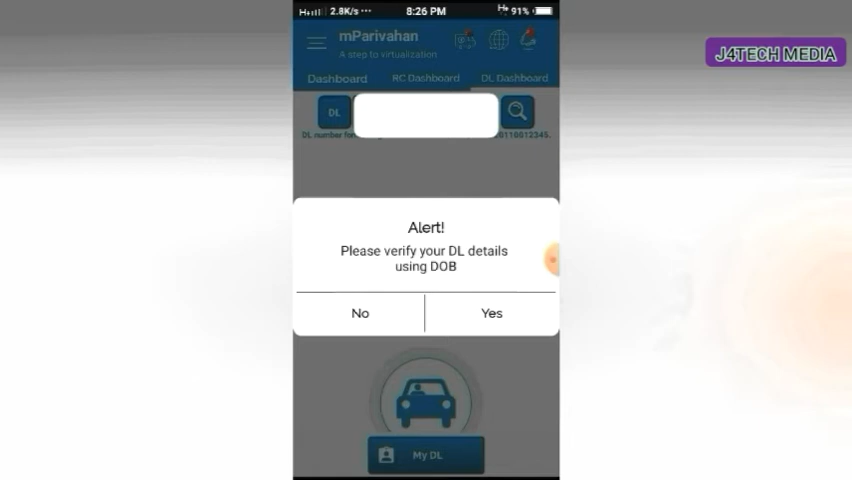 2.8K/s ··· 8:26 PM 91%
J4TECH MEDIA
mParivahan
A step to virtualization
Dashboard RC Dashboard DL Dashboard
DL
DL number for 0110012345.
Alert!
Please verify your DL details
using DOB
No Yes
My DL